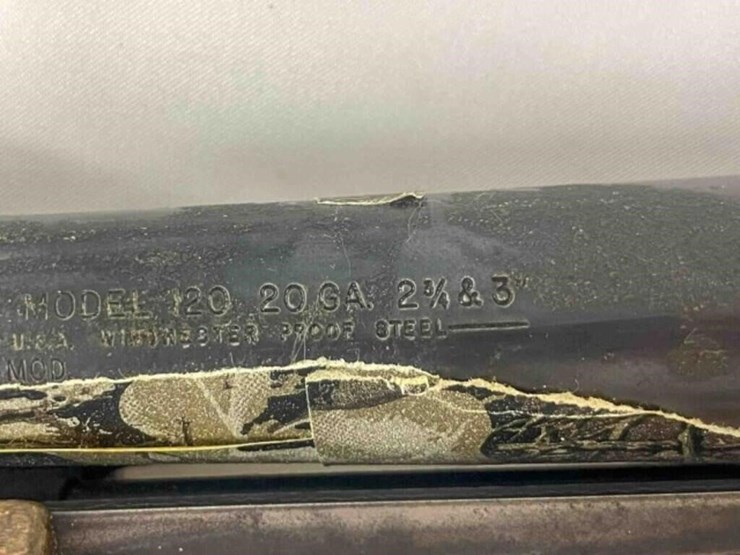 MODEL 120 20 GA. 2¾ & 3"
U.S.A. WINCHESTER PROOF STEEL
MOD.